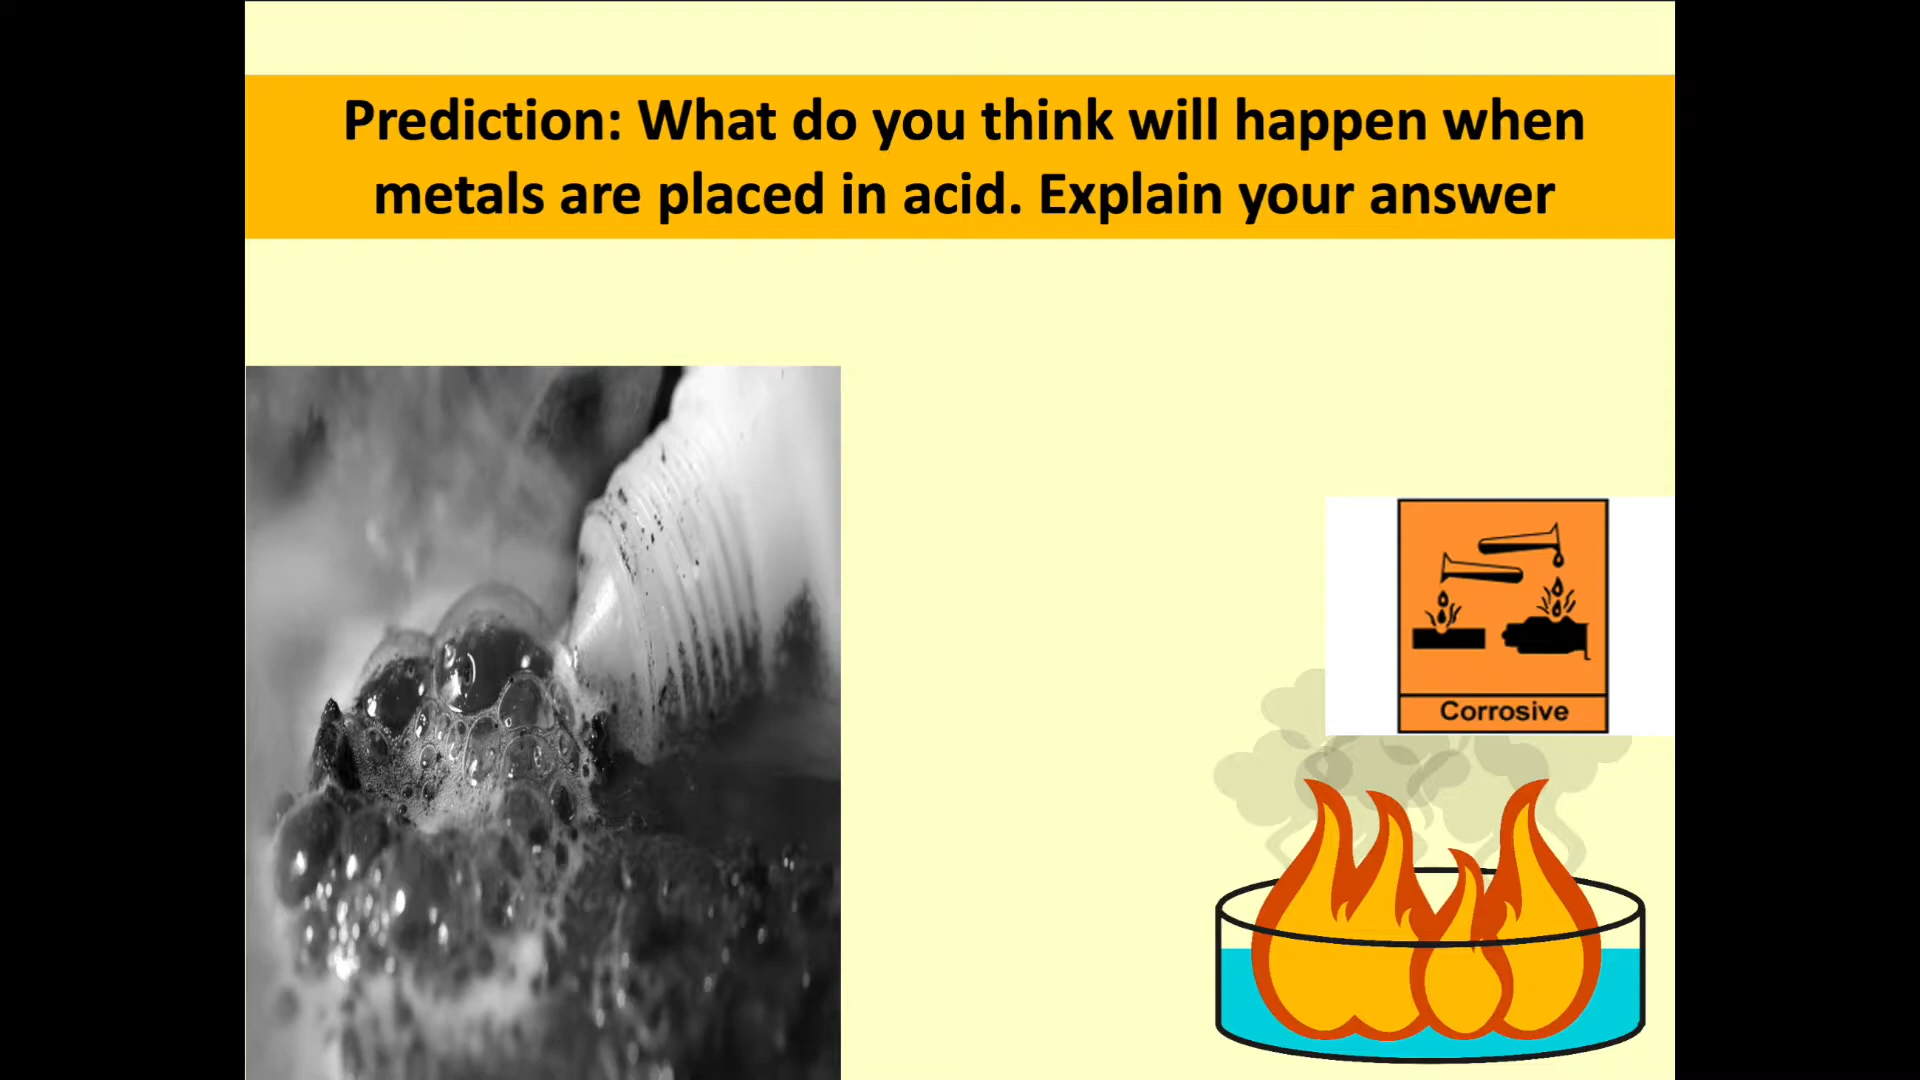 Prediction: What do you think will happen when
metals are placed in acid. Explain your answer
Corrosive